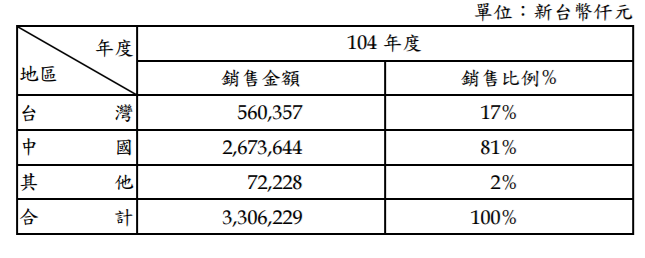 單位：新台幣仟元
年度
地區
104 年度
銷售金額 銷售比例%
台灣 560,357 17%
中國 2,673,644 81%
其他 72,228 2%
合計 3,306,229 100%